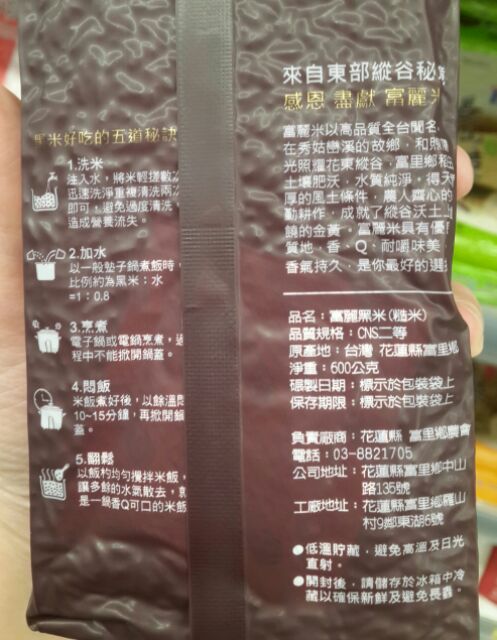 黑米好吃的五道秘訣
1.洗米
注入水，將米輕搓數
迅速洗淨重複清洗兩
即可，避免過度清洗，
造成營養流失。
2.加水
以一般墊子鍋煮飯時，
比例約為黑米：水
=1：0.8
3.烹煮
電子鍋或電鍋烹煮，過
程中不能掀開鍋蓋。
4.悶飯
米飯煮好後，以餘溫悶
10~15分鐘，再掀開鍋
蓋。
5.翻鬆
以飯杓均勻攪拌米飯，
讓多餘的水氣散去，就
是一鍋香Q可口的米飯
來自東部縱谷秘
感恩 盡獻 富麗米
富麗米以高品質全台聞名，
在秀姑巒溪的故鄉，和煦
光照耀花東縱谷，富里鄉
土壤肥沃，水質純淨，得天
厚的風土條件，農人齊心的
勤耕作，成就了縱谷沃土上
饒的金黃。富麗米具有優
質地，香、Q、耐嚼味美，
香氣持久，是你最好的選
品名：富麗黑米(糙米)
品質規格：CNS二等
原產地：台灣 花蓮縣富里鄉
淨重：600公克
碾製日期：標示於包裝袋上
保存期限：標示於包裝袋上
負責廠商：花蓮縣 富里鄉農會
電話：03-8821705
公司地址：花蓮縣富里鄉中山
路135號
工廠地址：花蓮縣富里鄉羅山
村9鄰東湖6號
●低溫貯藏，避免高溫及日光
直射。
●開封後，請儲存於冰箱中冷
藏以確保新鮮及避免長蟲。